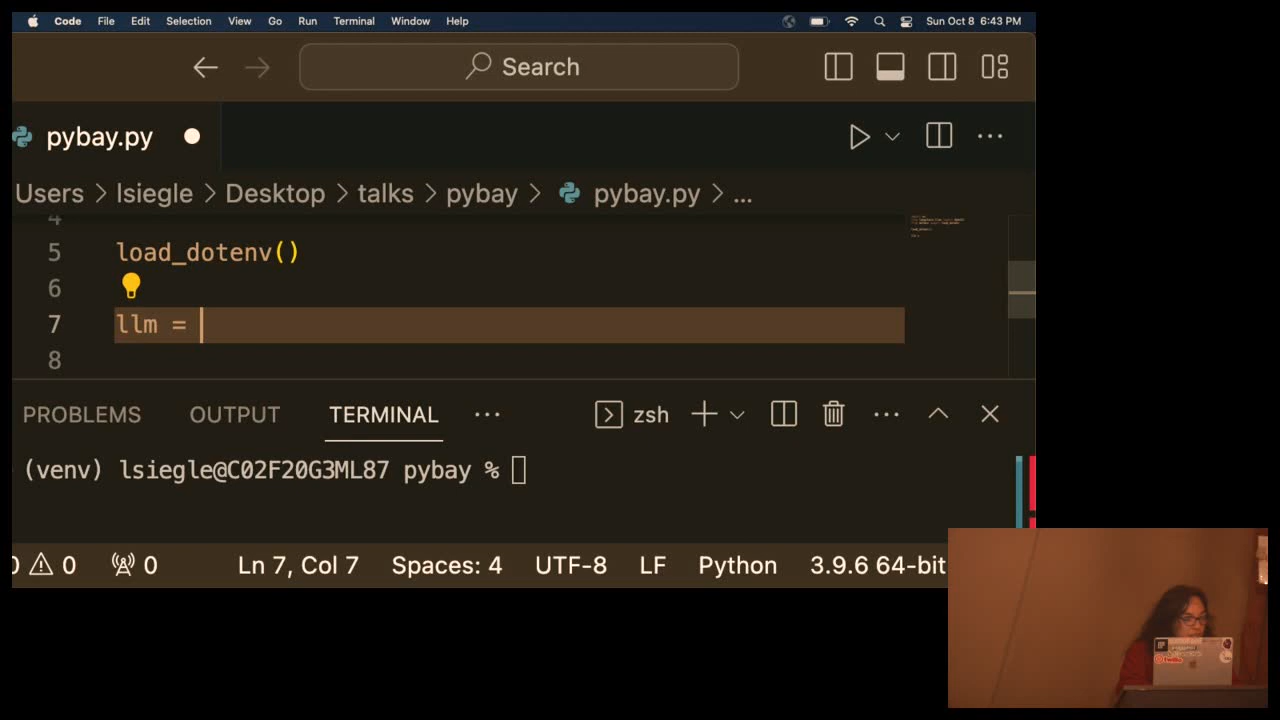 Code File Edit Selection View Go Run Terminal Window Help Sun Oct 8 6:43 PM
Search
pybay.py
Users > lsiegle > Desktop > talks > pybay > pybay.py > ...
4
5 load_dotenv()
6
7 llm =
8
PROBLEMS OUTPUT TERMINAL ... zsh
(venv) lsiegle@C02F20G3ML87 pybay %
0 0 0 Ln 7, Col 7 Spaces: 4 UTF-8 LF Python 3.9.6 64-bit